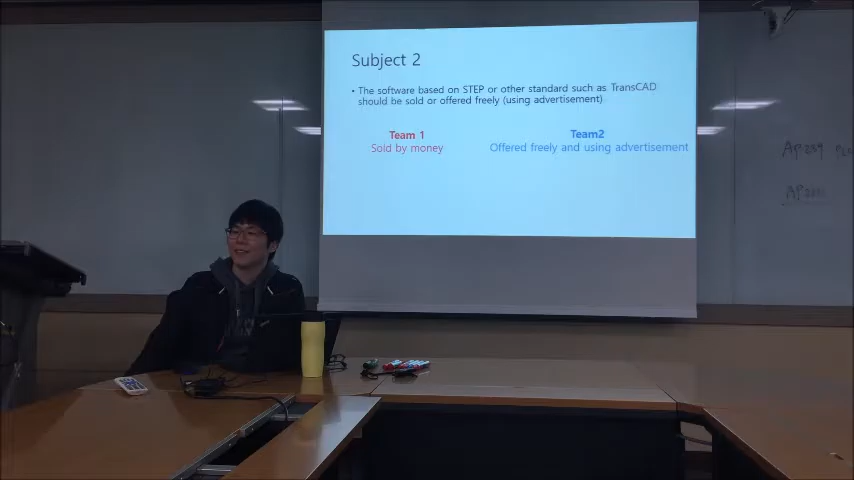 Subject 2
• The software based on STEP or other standard such as TransCAD
should be sold or offered freely (using advertisement)
Team 1
Sold by money
Team2
Offered freely and using advertisement
AP239